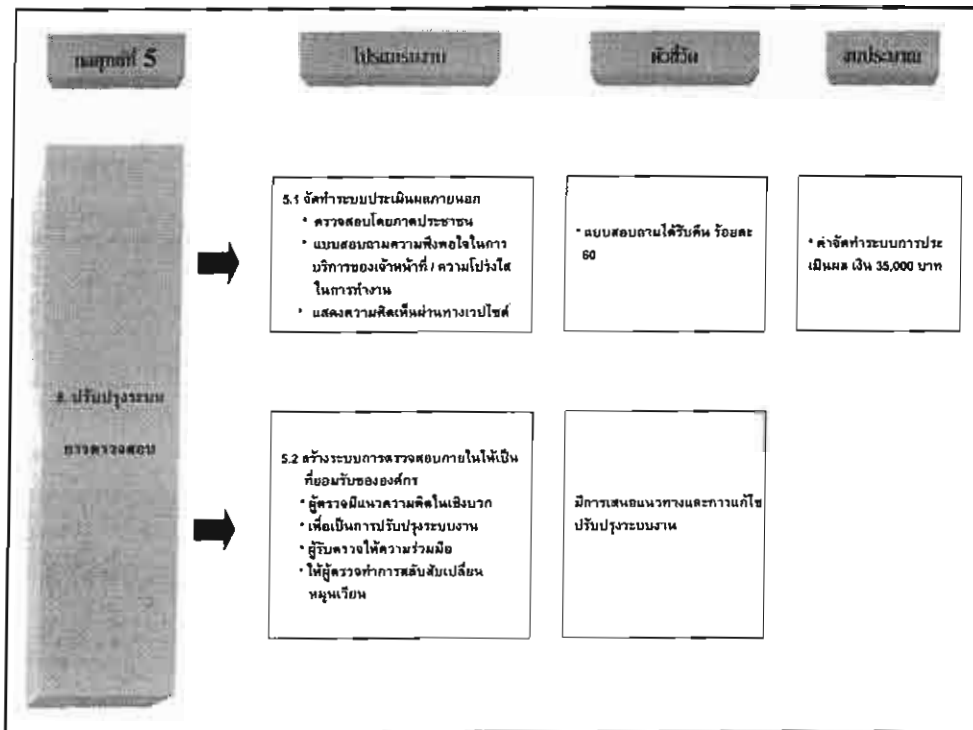 กลยุทธ์ที่ 5
โปรแกรมงาน
ตัวชี้วัด
งบประมาณ
5. ปรับปรุงระบบ
การตรวจสอบ
5.1 จัดทำระบบประเมินผลภายนอก
* ตรวจสอบโดยภาคประชาชน
* แบบสอบถามความพึงพอใจในการ
บริการของเจ้าหน้าที่ / ความโปร่งใส
ในการทำงาน
* แสดงความคิดเห็นผ่านทางเวปไซด์
* แบบสอบถามได้รับคืน ร้อยละ
60
* ค่าจัดทำระบบการประ
เมินผล เงิน 35,000 บาท
5.2 สร้างระบบการตรวจสอบภายในให้เป็น
ที่ยอมรับขององค์กร
* ผู้ตรวจมีแนวความคิดในเชิงบวก
* เพื่อเป็นการปรับปรุงระบบงาน
* ผู้รับตรวจให้ความร่วมมือ
* ให้ผู้ตรวจทำการสลับสับเปลี่ยน
หมุนเวียน
มีการเสนอแนวทางและการแก้ไข
ปรับปรุงระบบงาน